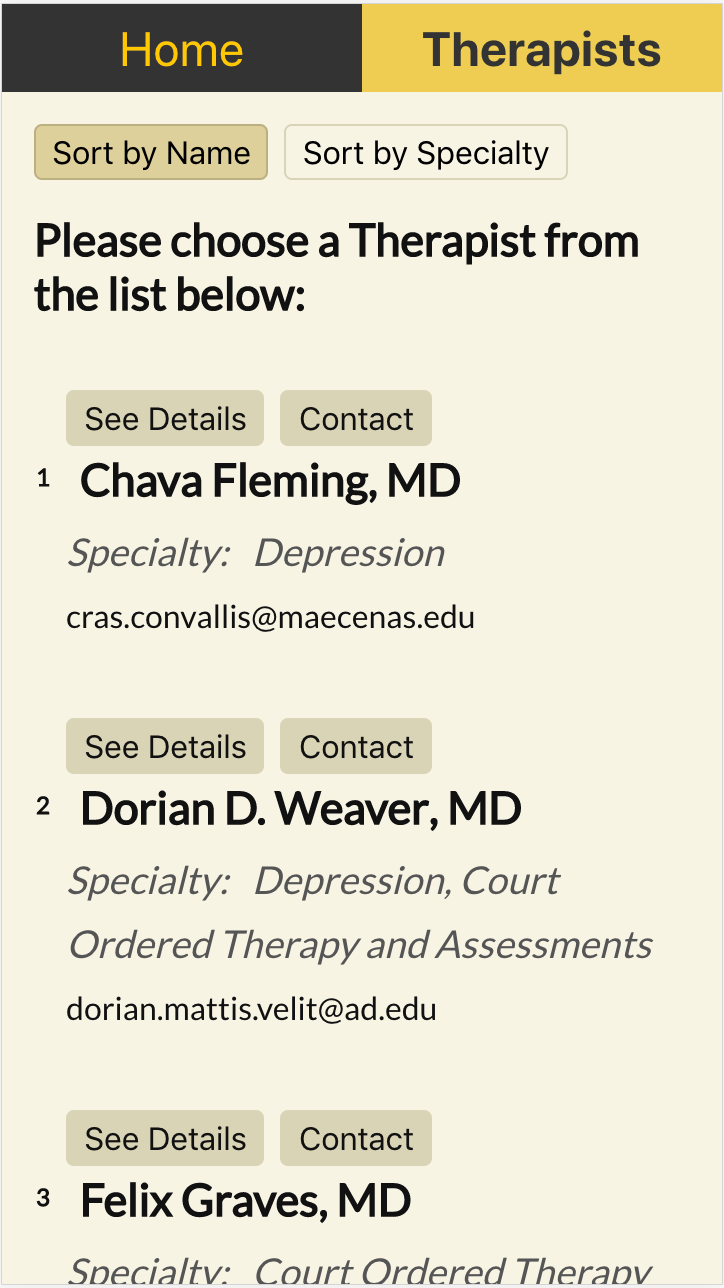 Home Therapists
Sort by Name Sort by Specialty
Please choose a Therapist from
the list below:
See Details Contact
1 Chava Fleming, MD
Specialty: Depression
cras.convallis@maecenas.edu
See Details Contact
2 Dorian D. Weaver, MD
Specialty: Depression, Court
Ordered Therapy and Assessments
dorian.mattis.velit@ad.edu
See Details Contact
3 Felix Graves, MD
Specialty: Court Ordered Therapy